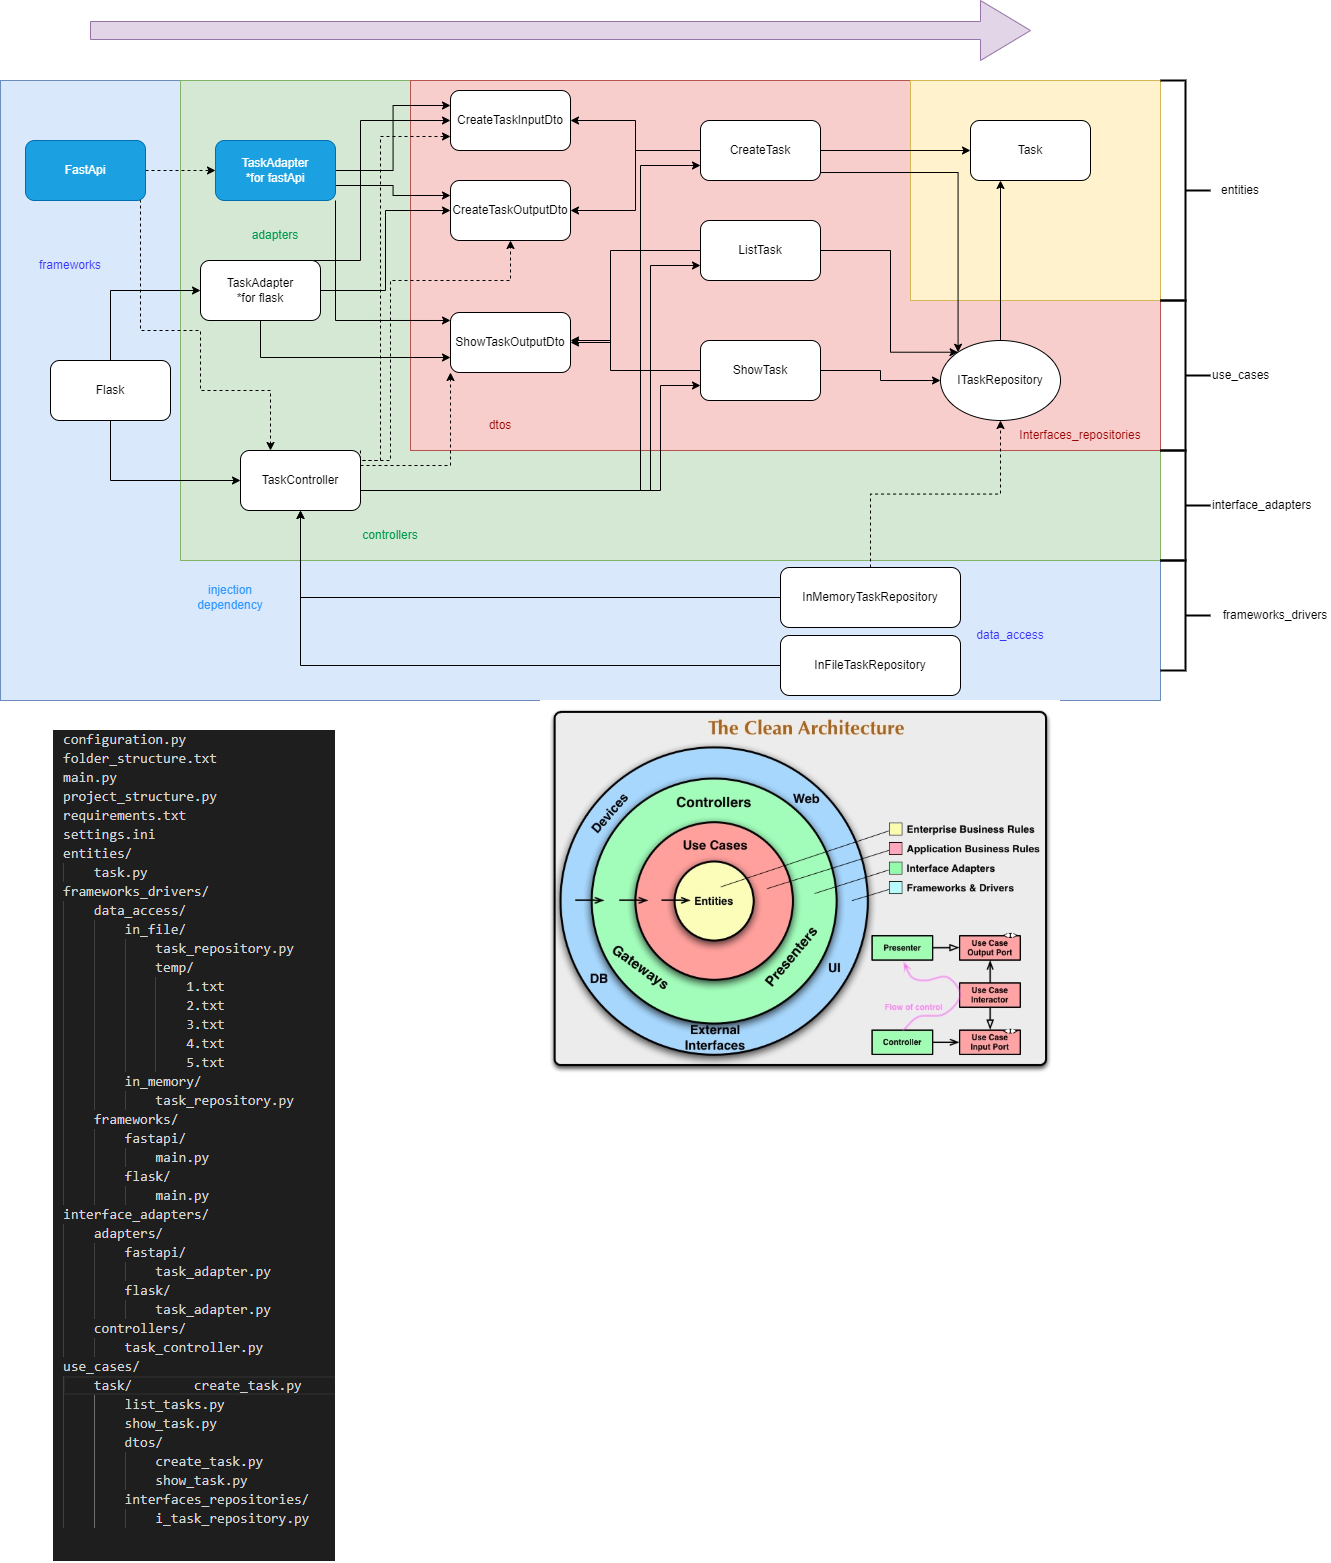 FastApi
TaskAdapter
*for fastApi
adapters
frameworks
TaskAdapter
*for flask
Flask
TaskController
controllers
injection
dependency
CreateTaskInputDto
CreateTaskOutputDto
ShowTaskOutputDto
dtos
CreateTask
ListTask
ShowTask
Task
ITaskRepository
Interfaces_repositories
InMemoryTaskRepository
data_access
InFileTaskRepository
entities
use_cases
interface_adapters
frameworks_drivers
configuration.py
folder_structure.txt
main.py
project_structure.py
requirements.txt
settings.ini
entities/
task.py
frameworks_drivers/
data_access/
in_file/
task_repository.py
temp/
1.txt
2.txt
3.txt
4.txt
5.txt
in_memory/
task_repository.py
frameworks/
fastapi/
main.py
flask/
main.py
interface_adapters/
adapters/
fastapi/
task_adapter.py
flask/
task_adapter.py
controllers/
task_controller.py
use_cases/
task/ create_task.py
list_tasks.py
show_task.py
dtos/
create_task.py
show_task.py
interfaces_repositories/
i_task_repository.py
The Clean Architecture
Devices
Web
Controllers
Use Cases
Entities
Gateways
Presenters
DB
UI
External
Interfaces
Enterprise Business Rules
Application Business Rules
Interface Adapters
Frameworks & Drivers
Presenter
Use Case
Output Port
<I>
Use Case
Interactor
Flow of control
Controller
Use Case
Input Port
<I>